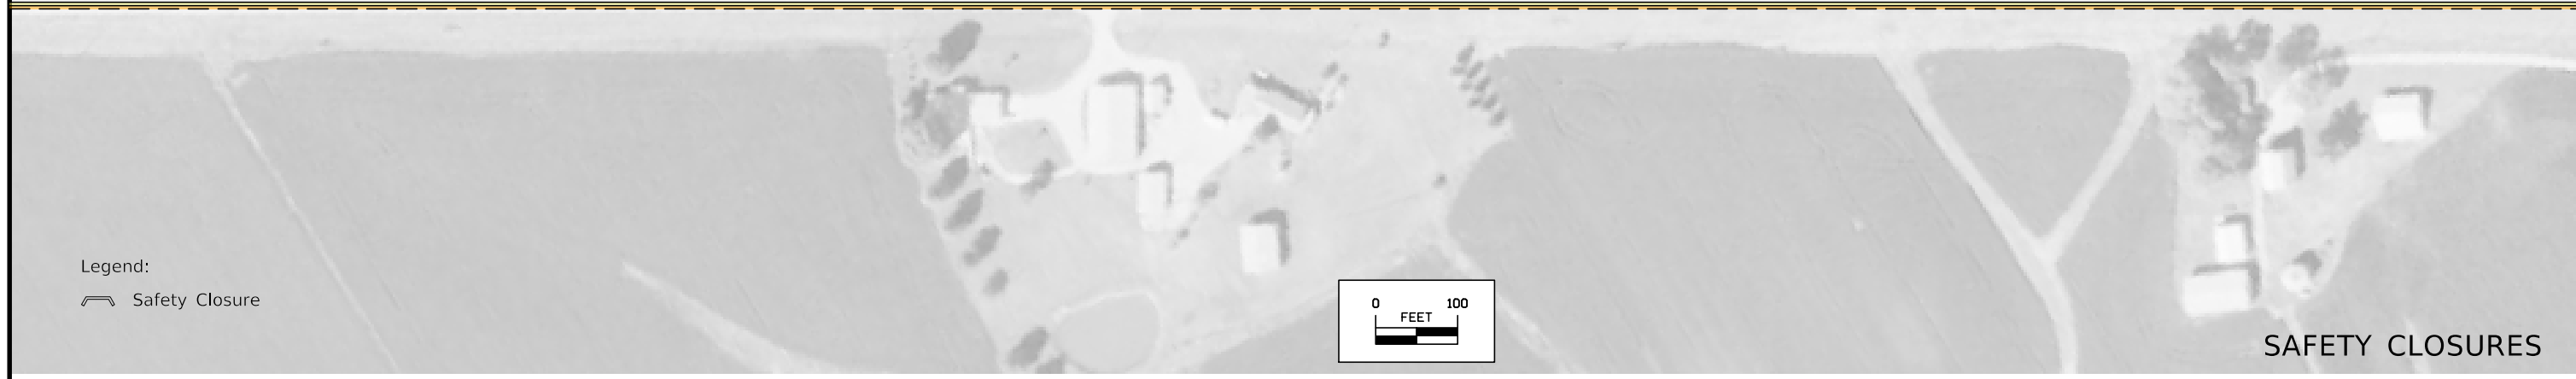 Legend:
Safety Closure
0 100
FEET
SAFETY CLOSURES